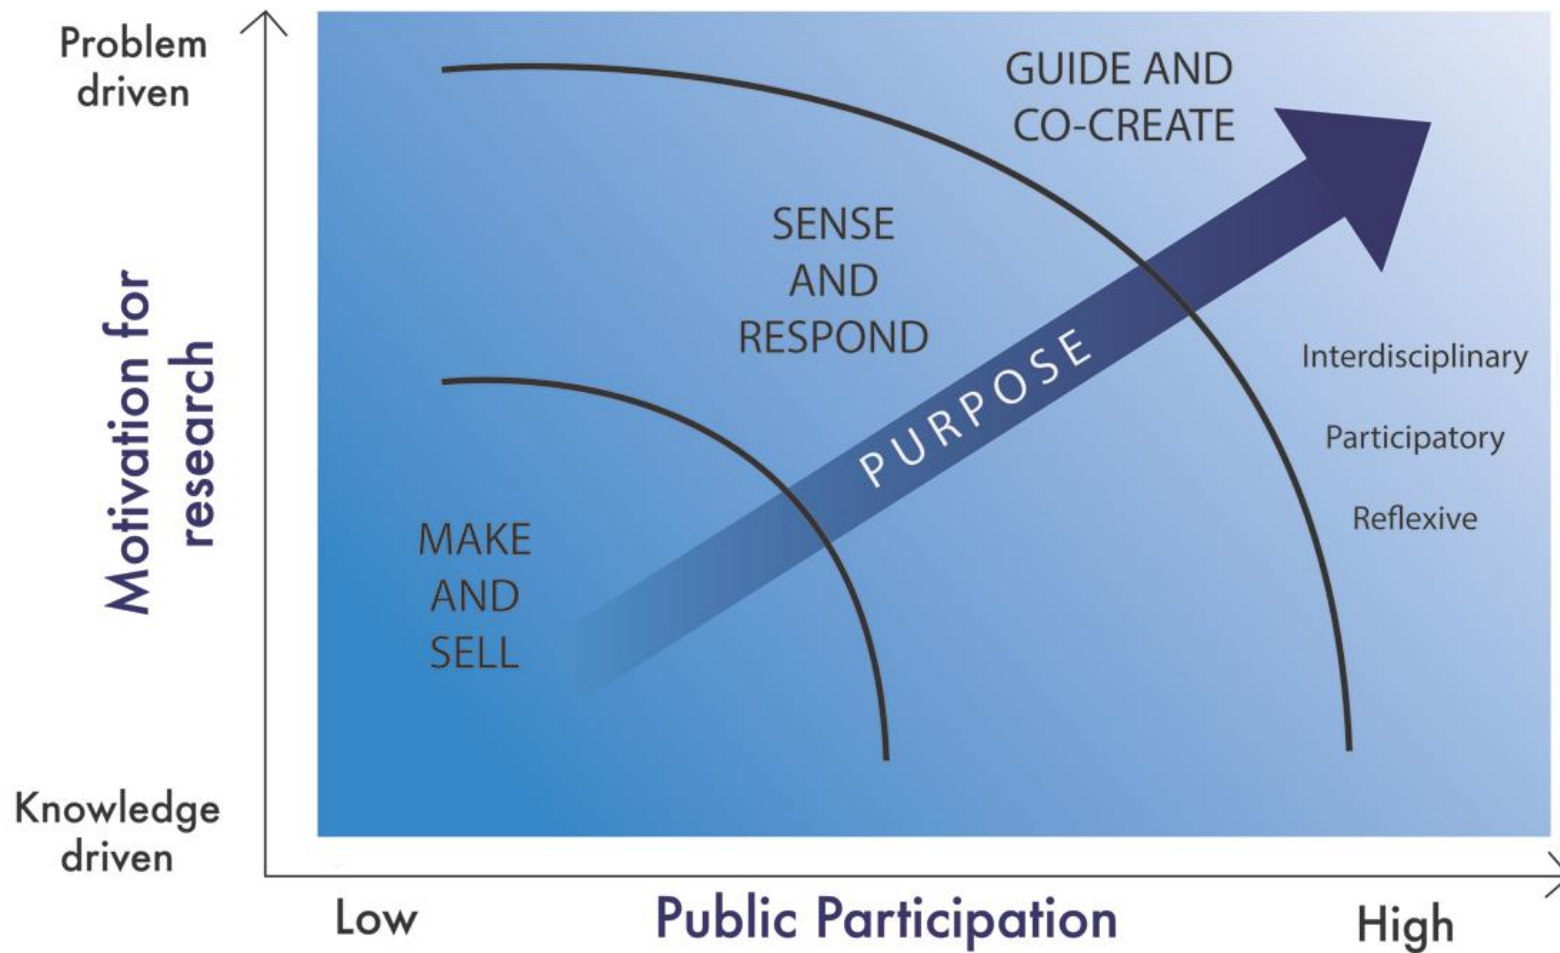 Problem
driven
GUIDE AND
CO-CREATE
SENSE
AND
RESPOND
PURPOSE
Interdisciplinary
Participatory
Reflexive
Motivation for
research
MAKE
AND
SELL
Knowledge
driven
Low
Public Participation
High